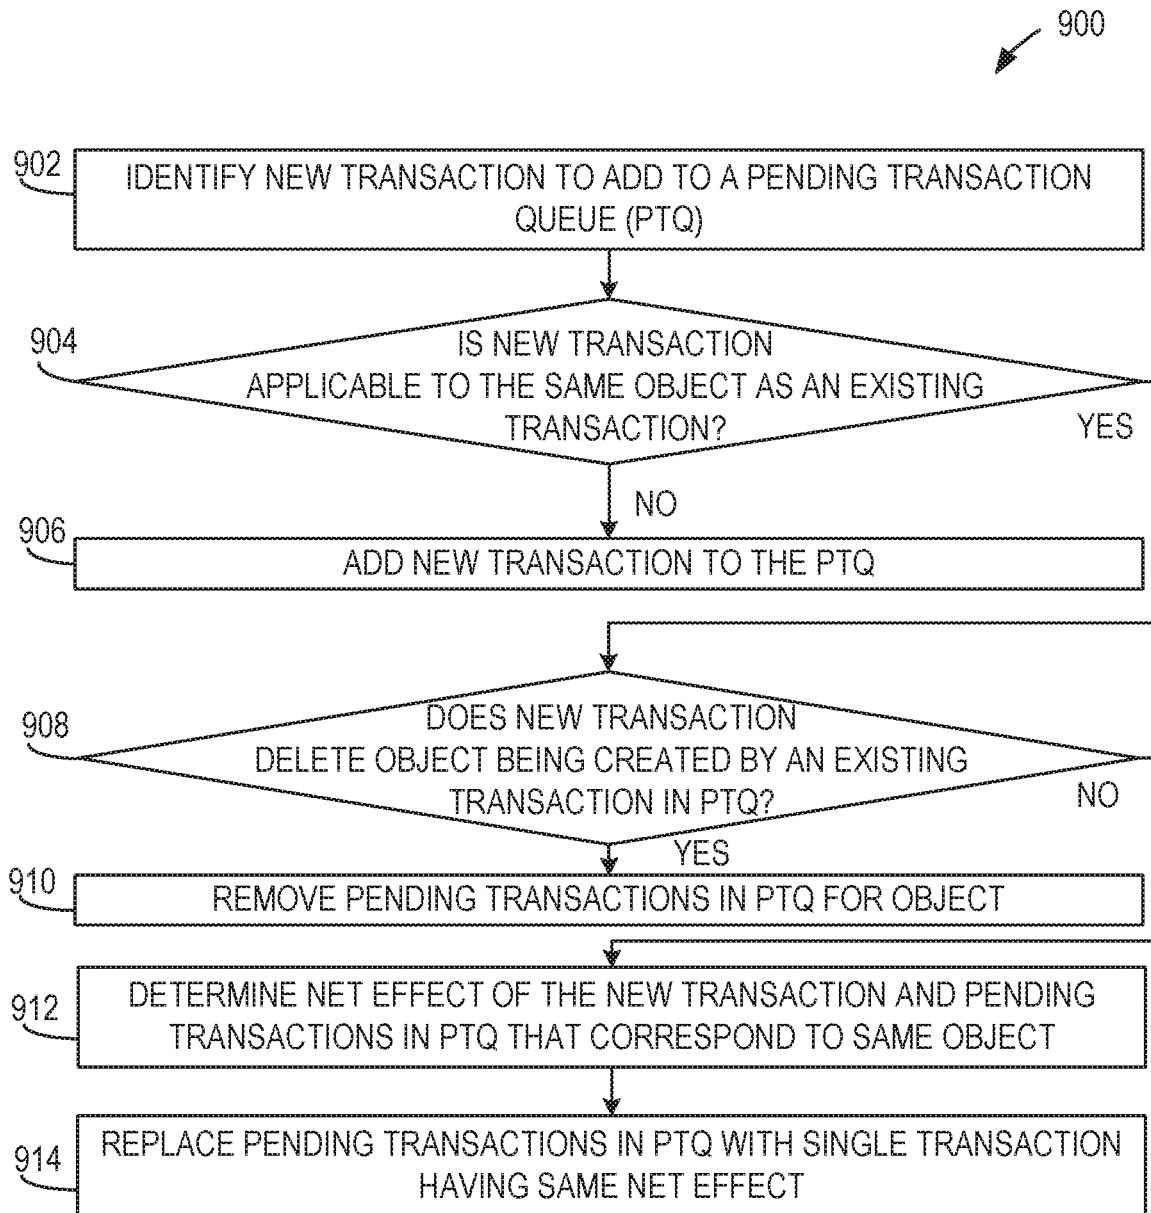 900
902
IDENTIFY NEW TRANSACTION TO ADD TO A PENDING TRANSACTION
QUEUE (PTQ)
904
IS NEW TRANSACTION
APPLICABLE TO THE SAME OBJECT AS AN EXISTING
TRANSACTION?
YES
NO
906
ADD NEW TRANSACTION TO THE PTQ
908
DOES NEW TRANSACTION
DELETE OBJECT BEING CREATED BY AN EXISTING
TRANSACTION IN PTQ?
NO
YES
910
REMOVE PENDING TRANSACTIONS IN PTQ FOR OBJECT
912
DETERMINE NET EFFECT OF THE NEW TRANSACTION AND PENDING
TRANSACTIONS IN PTQ THAT CORRESPOND TO SAME OBJECT
914
REPLACE PENDING TRANSACTIONS IN PTQ WITH SINGLE TRANSACTION
HAVING SAME NET EFFECT